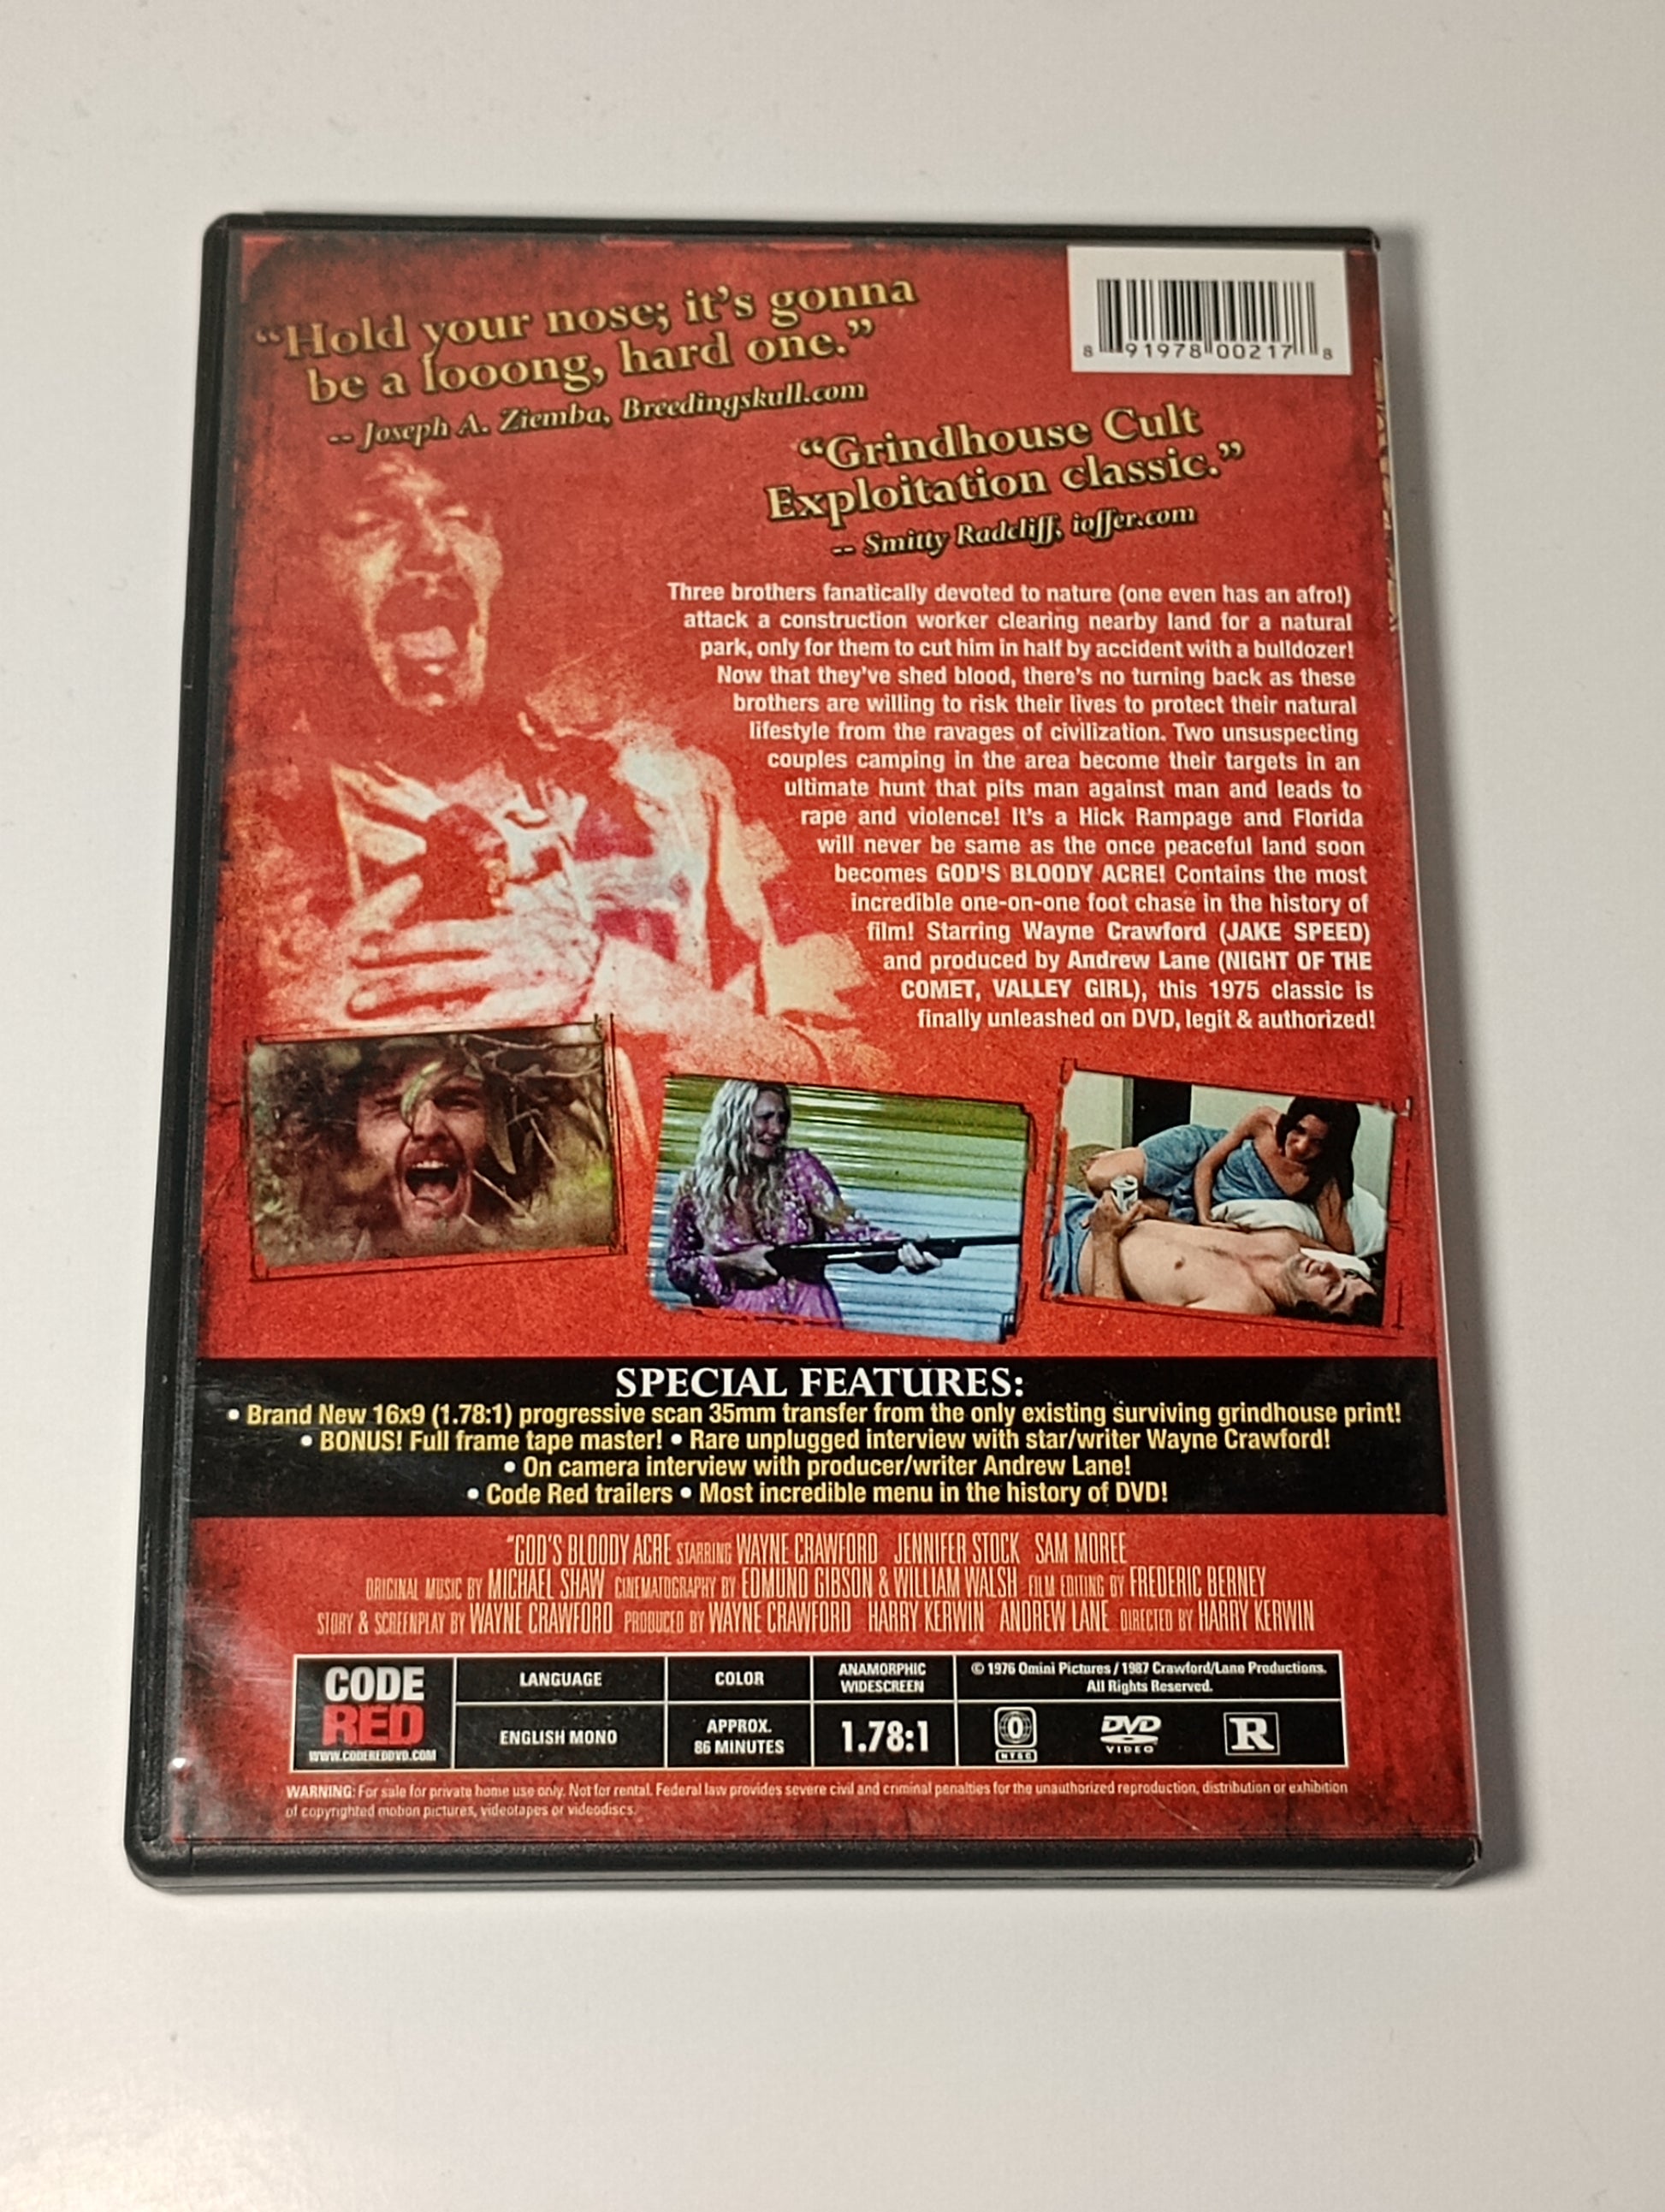 “Hold your nose; it’s gonna
be a looong, hard one.”
-- Joseph A. Ziemba, Breedingskull.com
8 91978 00217 8
“Grindhouse Cult
Exploitation classic.”
-- Smitty Radcliff, ioffer.com
Three brothers fanatically devoted to nature (one even has an afro!)
attack a construction worker clearing nearby land for a natural
park, only for them to cut him in half by accident with a bulldozer!
Now that they’ve shed blood, there’s no turning back as these
brothers are willing to risk their lives to protect their natural
lifestyle from the ravages of civilization. Two unsuspecting
couples camping in the area become their targets in an
ultimate hunt that pits man against man and leads to
rape and violence! It’s a Hick Rampage and Florida
will never be same as the once peaceful land soon
becomes GOD’S BLOODY ACRE! Contains the most
incredible one-on-one foot chase in the history of
film! Starring Wayne Crawford (JAKE SPEED)
and produced by Andrew Lane (NIGHT OF THE
COMET, VALLEY GIRL), this 1975 classic is
finally unleashed on DVD, legit & authorized!
SPECIAL FEATURES:
• Brand New 16x9 (1.78:1) progressive scan 35mm transfer from the only existing surviving grindhouse print!
• BONUS! Full frame tape master! • Rare unplugged interview with star/writer Wayne Crawford!
• On camera interview with producer/writer Andrew Lane!
• Code Red trailers • Most incredible menu in the history of DVD!
“GOD’S BLOODY ACRE STARRING WAYNE CRAWFORD JENNIFER STOCK SAM MOREE
ORIGINAL MUSIC BY MICHAEL SHAW CINEMATOGRAPHY BY EDMUND GIBSON & WILLIAM WALSH FILM EDITING BY FREDERIC BERNEY
STORY & SCREENPLAY BY WAYNE CRAWFORD PRODUCED BY WAYNE CRAWFORD HARRY KERWIN ANDREW LANE DIRECTED BY HARRY KERWIN
CODE
RED
WWW.CODEREDDVD.COM
LANGUAGE
ENGLISH MONO
COLOR
APPROX.
86 MINUTES
ANAMORPHIC
WIDESCREEN
1.78:1
© 1976 Omini Pictures / 1987 Crawford/Lane Productions.
All Rights Reserved.
0
NTSC
DVD
VIDEO
R
WARNING: For sale for private home use only. Not for rental. Federal law provides severe civil and criminal penalties for the unauthorized reproduction, distribution or exhibition
of copyrighted motion pictures, videotapes or videodiscs.